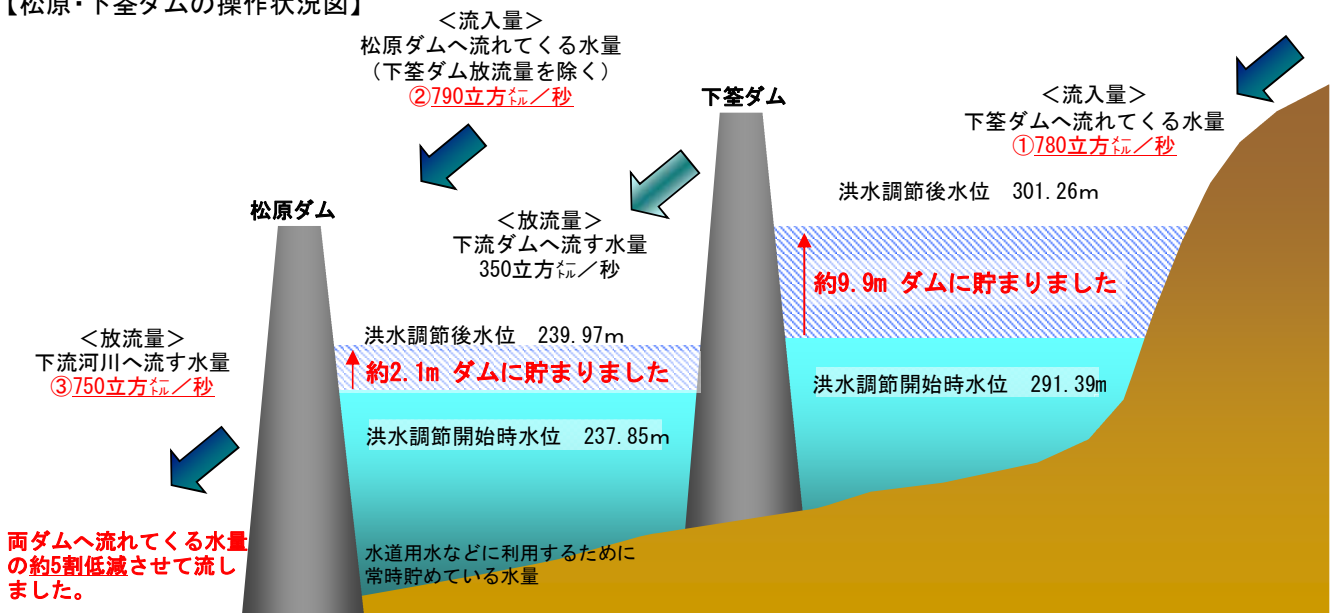 【松原・下筌ダムの操作状況図】
＜流入量＞
松原ダムへ流れてくる水量
（下筌ダム放流量を除く）
②790立方㍍／秒
下筌ダム
＜流入量＞
下筌ダムへ流れてくる水量
①780立方㍍／秒
洪水調節後水位　301.26m
松原ダム
＜放流量＞
下流ダムへ流す水量
350立方㍍／秒
約9.9m ダムに貯まりました
＜放流量＞
下流河川へ流す水量
③750立方㍍／秒
洪水調節後水位　239.97ｍ
約2.1m ダムに貯まりました
洪水調節開始時水位　291.39m
洪水調節開始時水位　237.85ｍ
両ダムへ流れてくる水量
の約5割低減させて流し
ました。
水道用水などに利用するために
常時貯めている水量